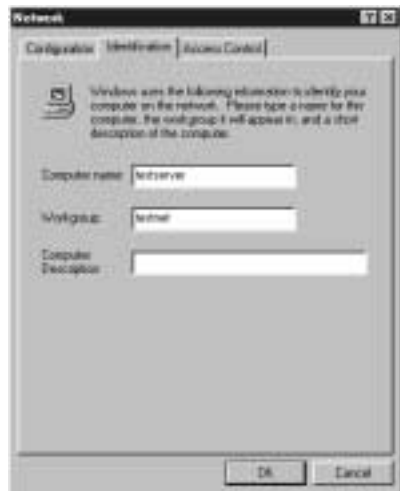 Network
Configuration Identification Access Control
Windows uses the following information to identify your
computer on the network. Please type a name for this
computer, the workgroup it will appear in, and a short
description of the computer.
Computer name: testserver
Workgroup: testnet
Computer
Description:
OK Cancel